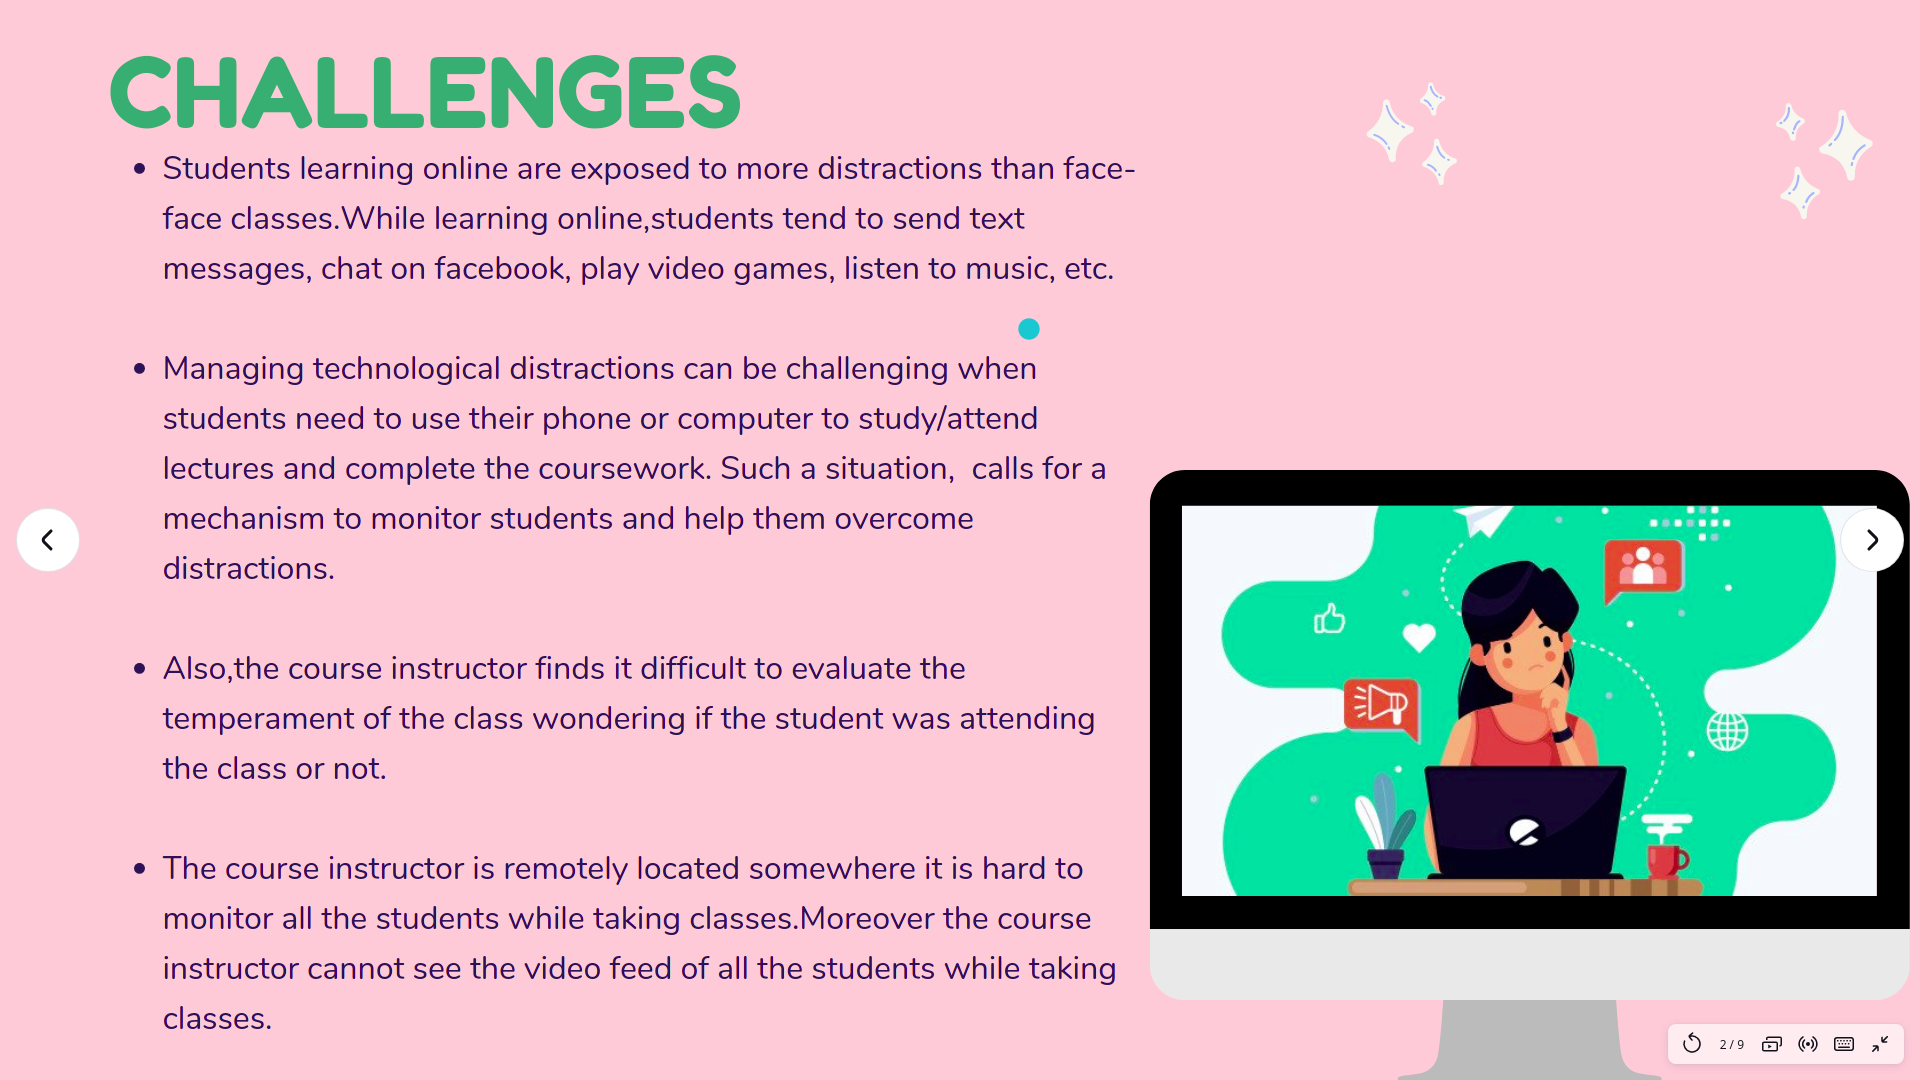 CHALLENGES
• Students learning online are exposed to more distractions than face-
face classes.While learning online,students tend to send text
messages, chat on facebook, play video games, listen to music, etc.
• Managing technological distractions can be challenging when
students need to use their phone or computer to study/attend
lectures and complete the coursework. Such a situation,  calls for a
mechanism to monitor students and help them overcome
distractions.
• Also,the course instructor finds it difficult to evaluate the
temperament of the class wondering if the student was attending
the class or not.
• The course instructor is remotely located somewhere it is hard to
monitor all the students while taking classes.Moreover the course
instructor cannot see the video feed of all the students while taking
classes.
2 / 9